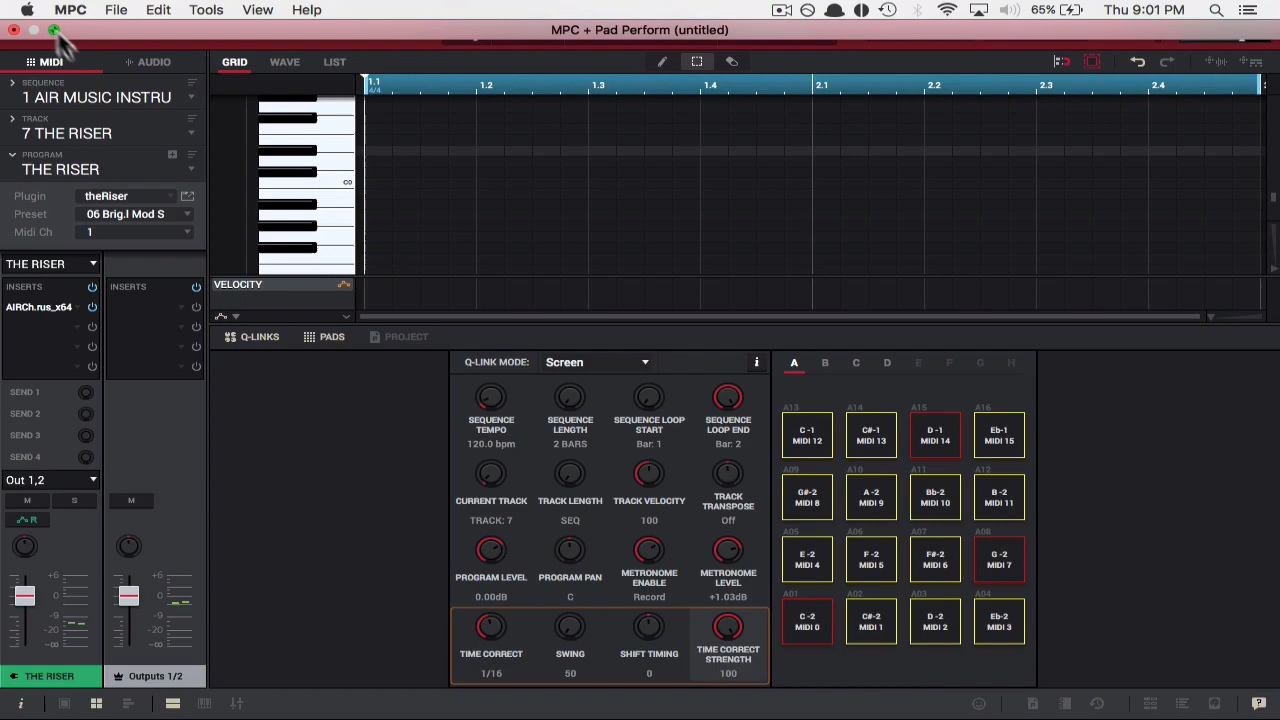 MPC File Edit Tools View Help 65% Thu 9:01 PM
MPC + Pad Perform (untitled)
MIDI AUDIO GRID WAVE LIST
SEQUENCE
1 AIR MUSIC INSTRU
TRACK
7 THE RISER
PROGRAM
THE RISER
Plugin theRiser
Preset 06 Brig.l Mod S
Midi Ch 1
1.1 1.2 1.3 1.4 2.1 2.2 2.3 2.4
4/4
C0
VELOCITY
THE RISER
INSERTS INSERTS
AIRCh.rus_x64
SEND 1
SEND 2
SEND 3
SEND 4
Out 1,2
M S M
R
+6 +6
0 0
-9 -9
-20 -20
-∞ -∞
THE RISER Outputs 1/2
Q-LINKS PADS PROJECT
Q-LINK MODE: Screen i
SEQUENCE TEMPO 120.0 bpm
SEQUENCE LENGTH 2 BARS
SEQUENCE LOOP START Bar: 1
SEQUENCE LOOP END Bar: 2
CURRENT TRACK TRACK: 7
TRACK LENGTH SEQ
TRACK VELOCITY 100
TRACK TRANSPOSE Off
PROGRAM LEVEL 0.00dB
PROGRAM PAN C
METRONOME ENABLE Record
METRONOME LEVEL +1.03dB
TIME CORRECT 1/16
SWING 50
SHIFT TIMING 0
TIME CORRECT STRENGTH 100
A B C D E F G H
A13 A14 A15 A16
C -1 C#-1 D -1 Eb-1
MIDI 12 MIDI 13 MIDI 14 MIDI 15
A09 A10 A11 A12
G#-2 A -2 Bb-2 B -2
MIDI 8 MIDI 9 MIDI 10 MIDI 11
A05 A06 A07 A08
E -2 F -2 F#-2 G -2
MIDI 4 MIDI 5 MIDI 6 MIDI 7
A01 A02 A03 A04
C -2 C#-2 D -2 Eb-2
MIDI 0 MIDI 1 MIDI 2 MIDI 3
i